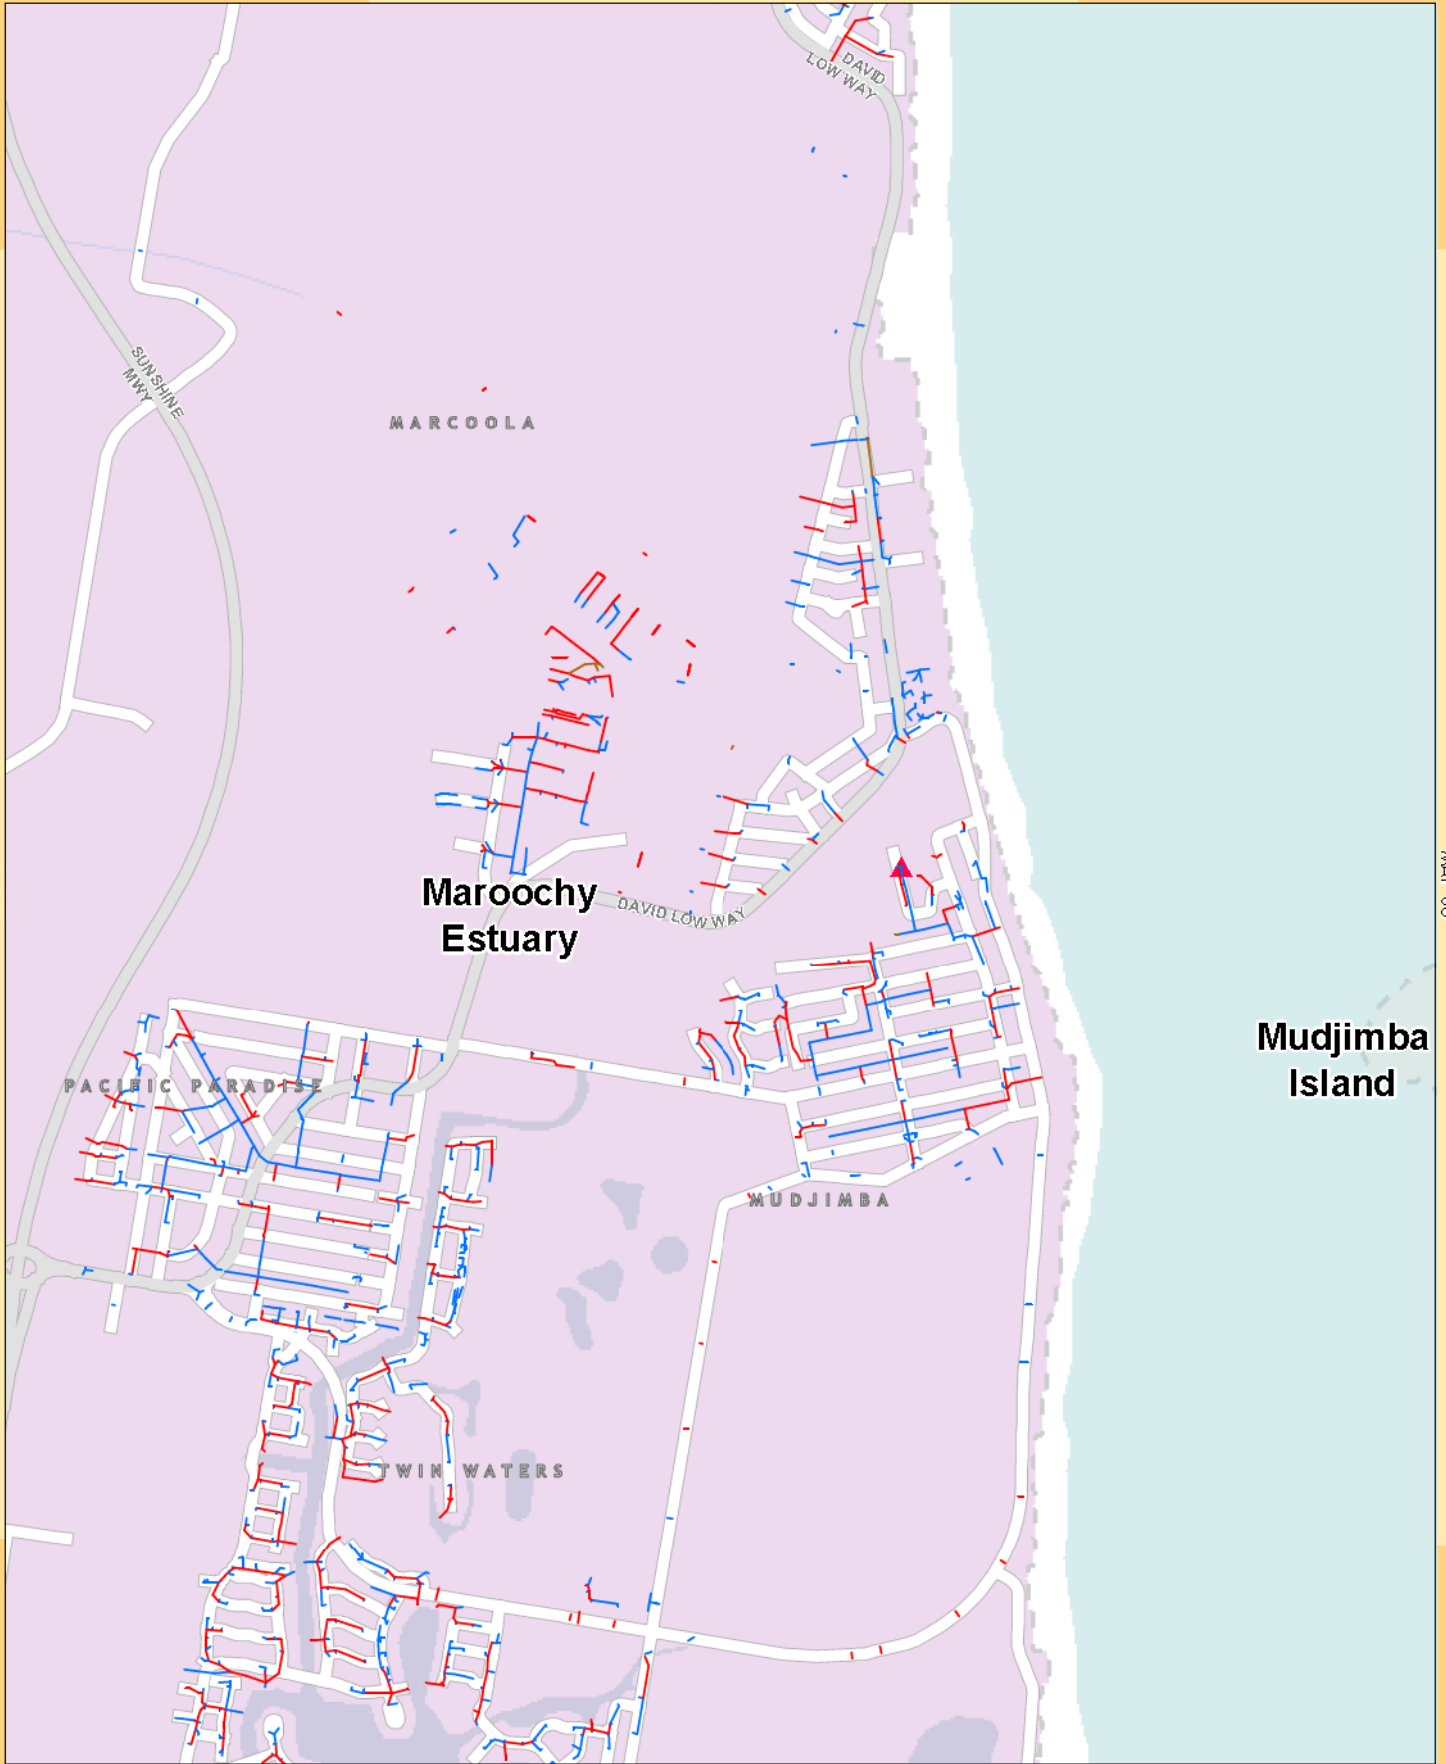 DAVID
LOW WAY
SUNSHINE
MWY
MARCOOLA
Maroochy
Estuary
DAVID LOW WAY
Mudjimba
Island
PACIFIC PARADISE
MUDJIMBA
TWIN WATERS